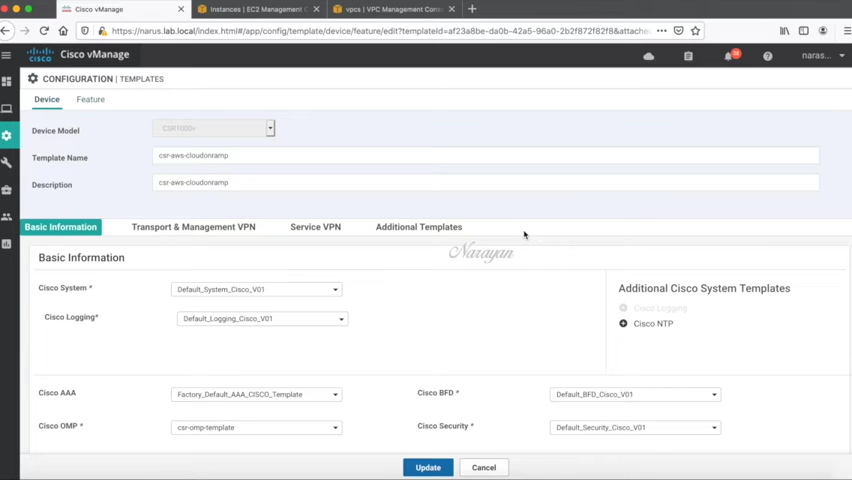 Cisco vManage
Instances | EC2 Management C
vpcs | VPC Management Cons
https://narus.lab.local/index.html#/app/config/template/device/feature/edit?templateId=af23a8be-da0b-42a5-96a0-2b2f872f82f8&attache
Cisco vManage
naras...
CONFIGURATION | TEMPLATES
Device
Feature
Device Model
CSR1000v
Template Name
csr-aws-cloudonramp
Description
csr-aws-cloudonramp
Basic Information
Transport & Management VPN
Service VPN
Additional Templates
Narayan
Basic Information
Cisco System *
Default_System_Cisco_V01
Additional Cisco System Templates
Cisco Logging
Cisco Logging*
Default_Logging_Cisco_V01
Cisco NTP
Cisco AAA
Factory_Default_AAA_CISCO_Template
Cisco BFD *
Default_BFD_Cisco_V01
Cisco OMP *
csr-omp-template
Cisco Security *
Default_Security_Cisco_V01
Update
Cancel